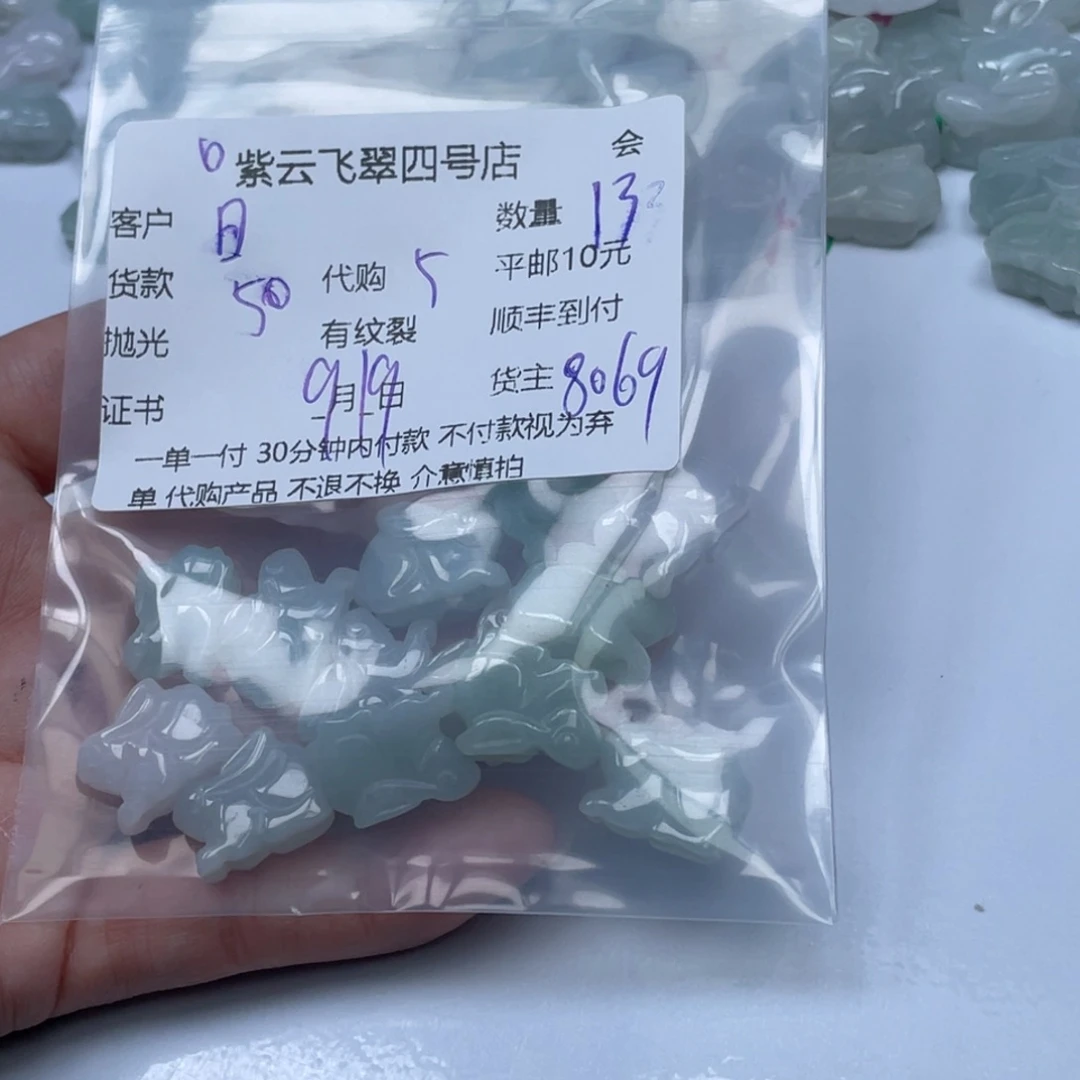 紫云飞翠四号店 会
客户 日 数量 13
货款 50 代购 5 平邮10元
抛光 有纹裂 顺丰到付
证书 9月19日 货主 8069
一单一付 30分钟内付款 不付款视为弃
单 代购产品 不退不换 介意慎拍